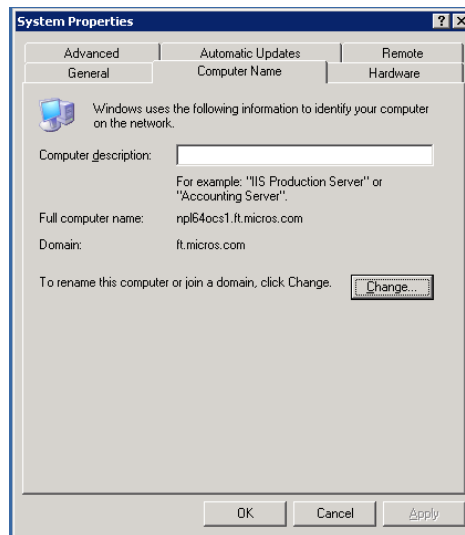 System Properties
Advanced
Automatic Updates
Remote
General
Computer Name
Hardware
Windows uses the following information to identify your computer
on the network.
Computer description:
For example: "IIS Production Server" or
"Accounting Server".
Full computer name: npl64ocs1.ft.micros.com
Domain: ft.micros.com
To rename this computer or join a domain, click Change. Change...
OK
Cancel
Apply